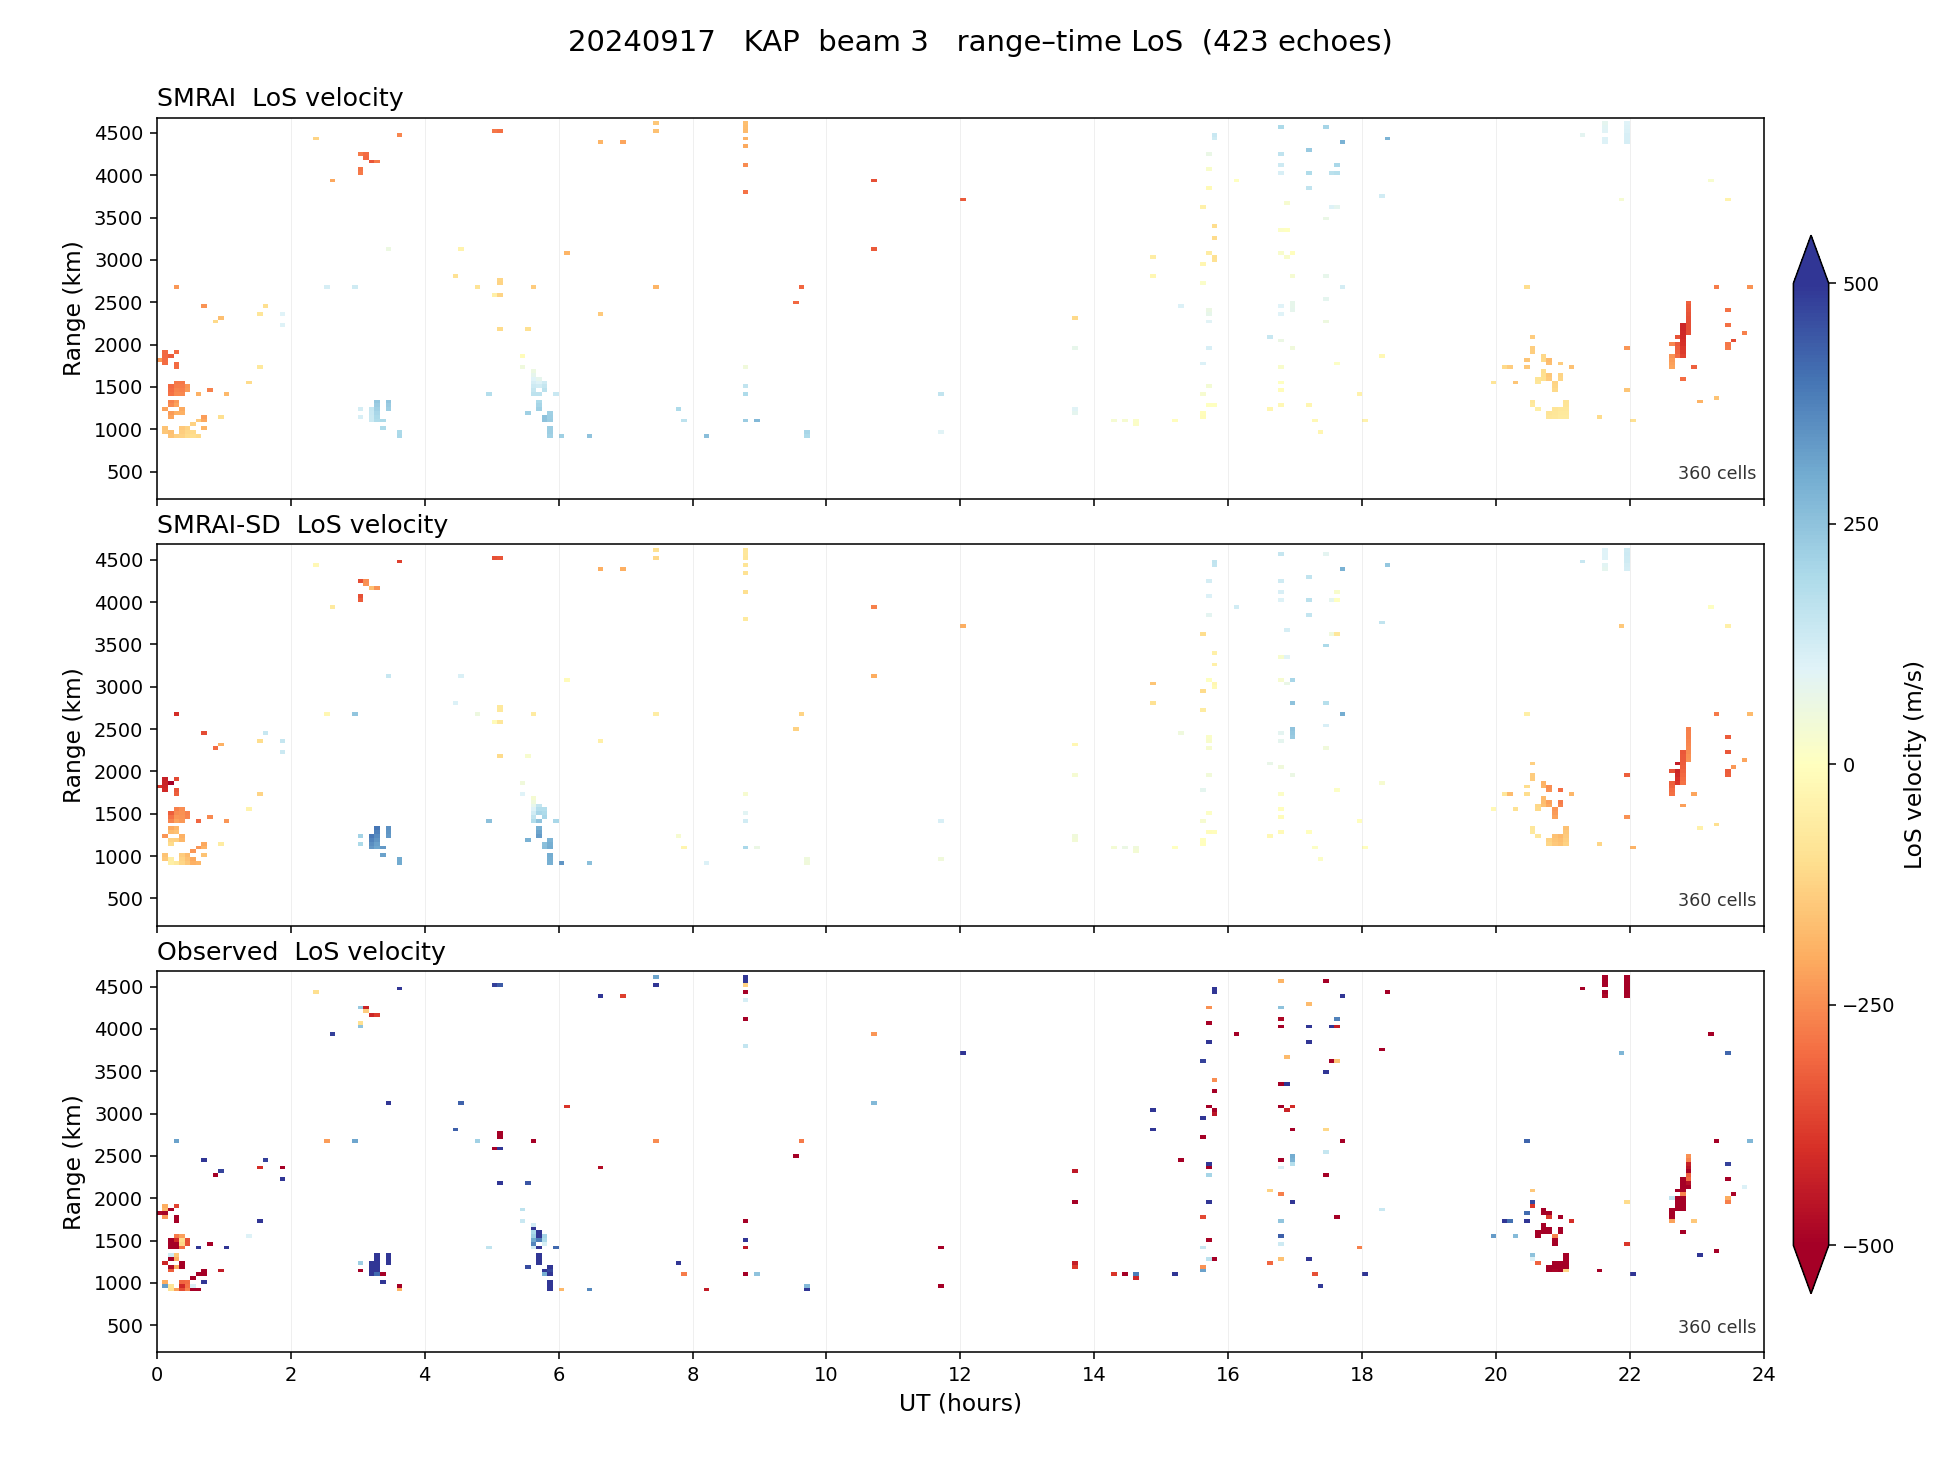 20240917   KAP  beam 3   range–time LoS  (423 echoes)
SMRAI  LoS velocity
4500
4000
3500
3000
2500
2000
1500
1000
500
Range (km)
360 cells
SMRAI-SD  LoS velocity
4500
4000
3500
3000
2500
2000
1500
1000
500
Range (km)
360 cells
Observed  LoS velocity
4500
4000
3500
3000
2500
2000
1500
1000
500
Range (km)
360 cells
0 2 4 6 8 10 12 14 16 18 20 22 24
UT (hours)
500
250
0
−250
−500
LoS velocity (m/s)